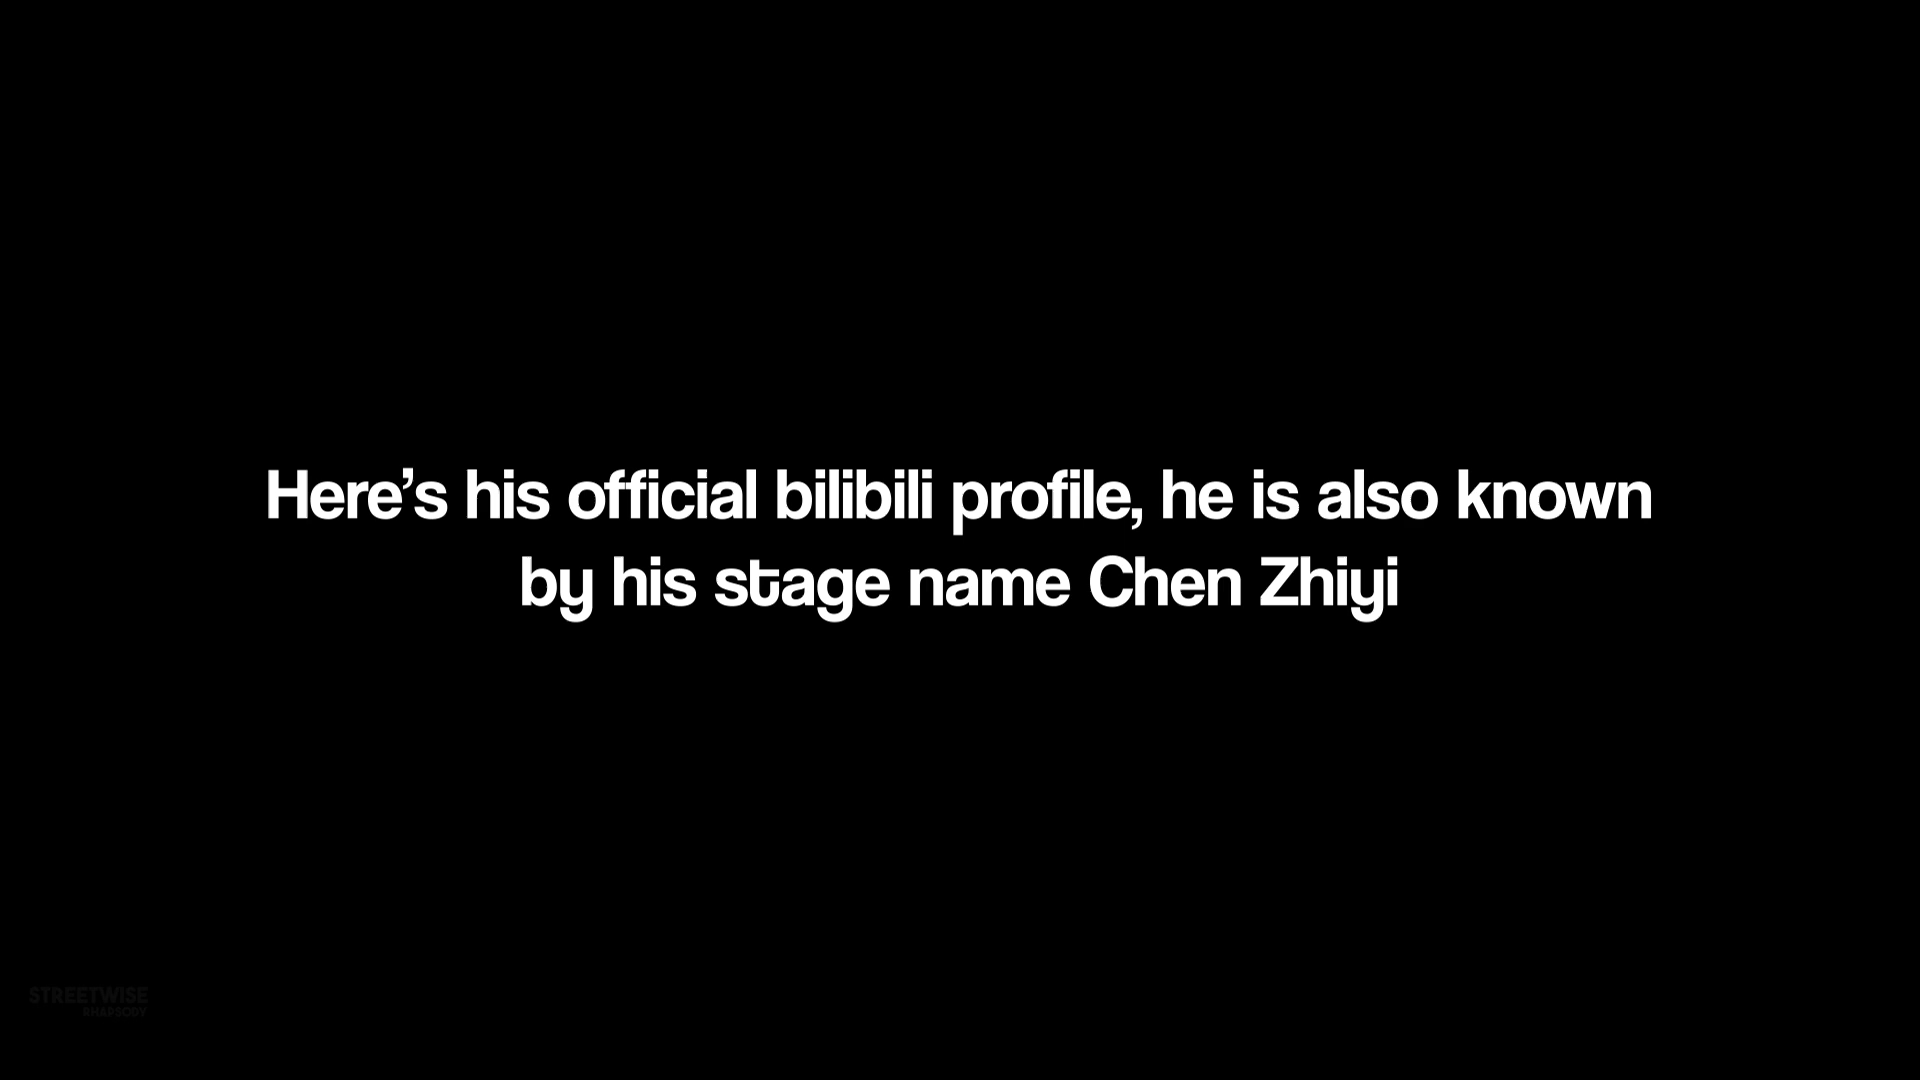 Here’s his official bilibili profile, he is also known
by his stage name Chen Zhiyi
STREETWISE
RHAPSODY